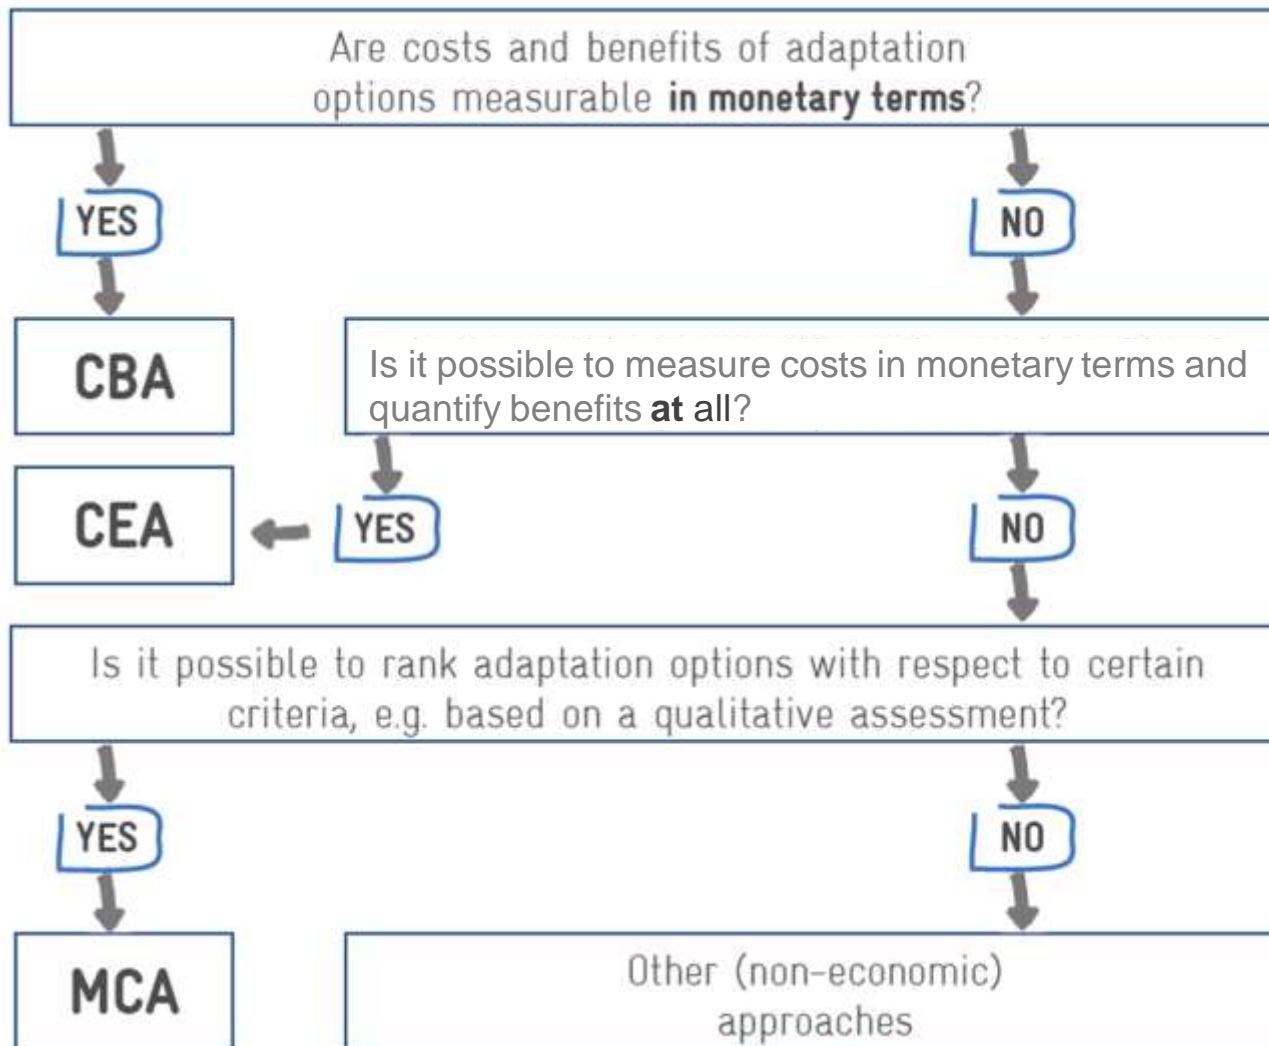 Are costs and benefits of adaptation
options measurable in monetary terms?
YES
NO
CBA
Is it possible to measure costs in monetary terms and
quantify benefits at all?
CEA
YES
NO
Is it possible to rank adaptation options with respect to certain
criteria, e.g. based on a qualitative assessment?
YES
NO
MCA
Other (non-economic)
approaches